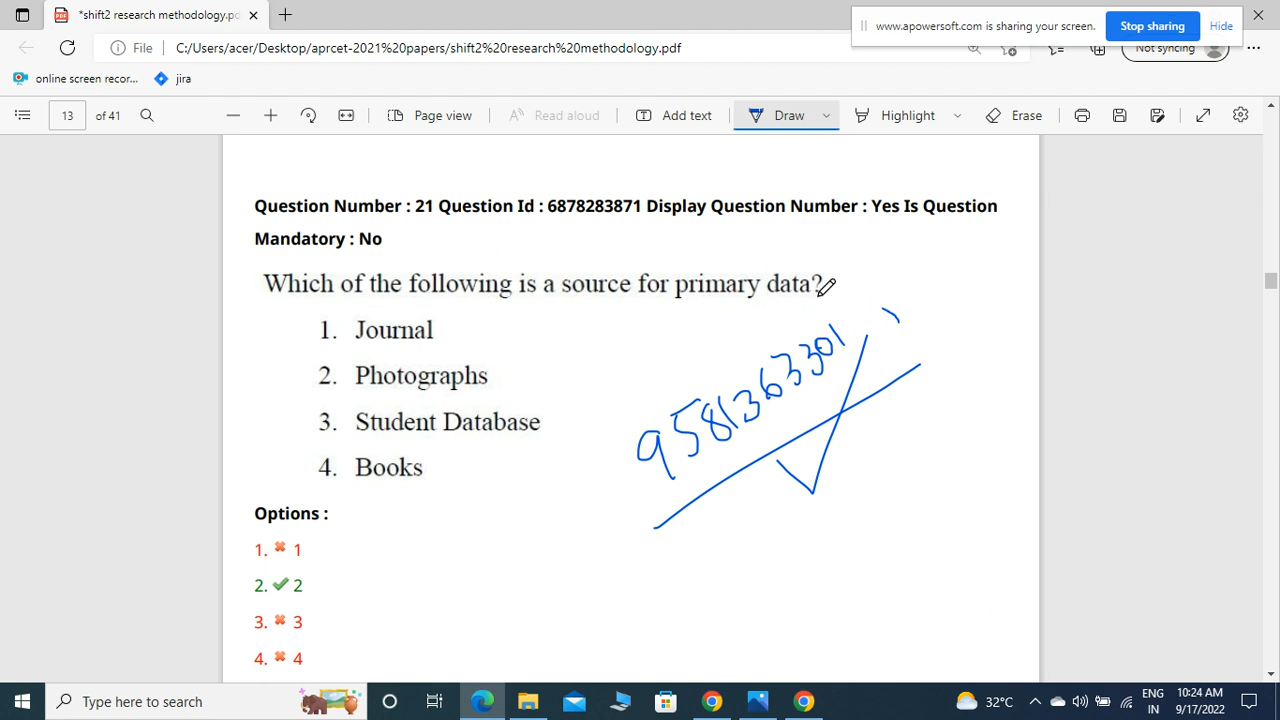 *shift2 research methodology.po
www.apowersoft.com is sharing your screen.
Stop sharing
Hide
File
C:/Users/acer/Desktop/aprcet-2021%20papers/shift2%20research%20methodology.pdf
Not syncing
online screen recor...
jira
13
of 41
Page view
Read aloud
Add text
Draw
Highlight
Erase
Question Number : 21 Question Id : 6878283871 Display Question Number : Yes Is Question
Mandatory : No
Which of the following is a source for primary data?
1. Journal
2. Photographs
3. Student Database
4. Books
9581363301
Options :
1. 1
2. 2
3. 3
4. 4
Type here to search
32°C
ENG
IN
10:24 AM
9/17/2022